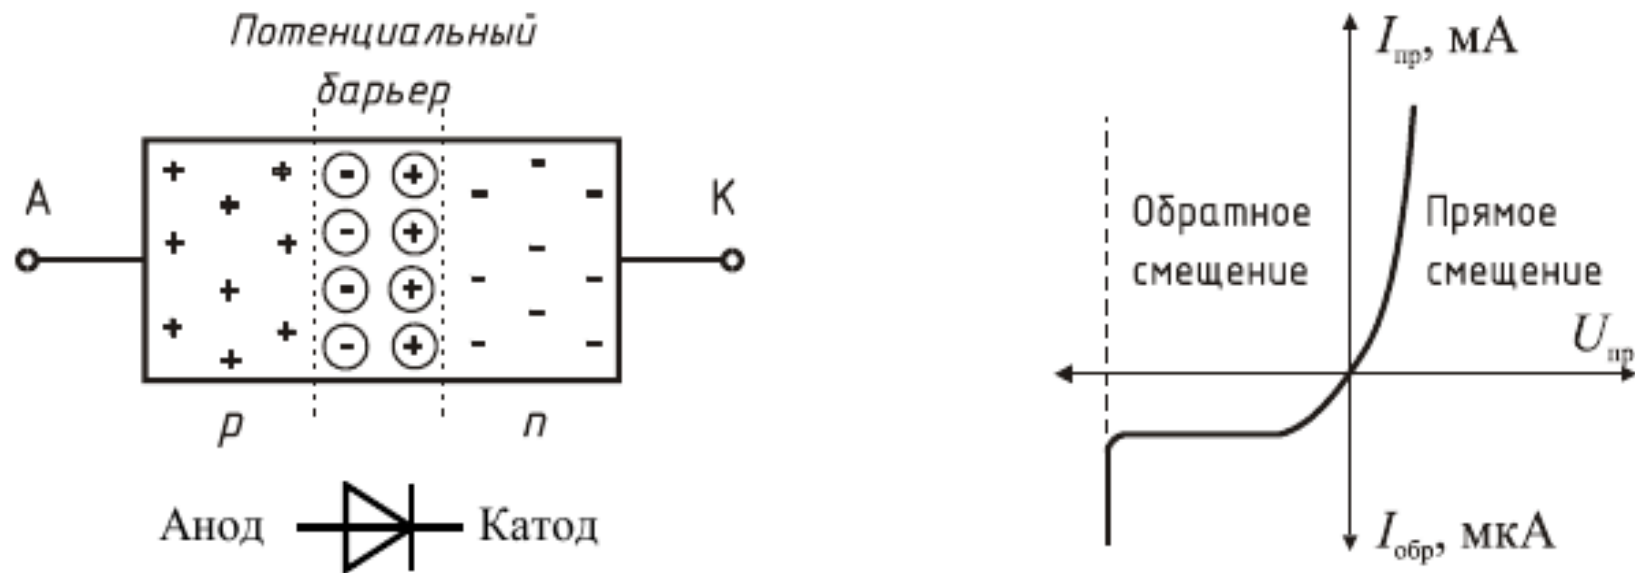 Потенциальный
барьер
А
К
p
n
Анод
Катод
Iпр, мА
Обратное
смещение
Прямое
смещение
Uпр
Iобр, мкА